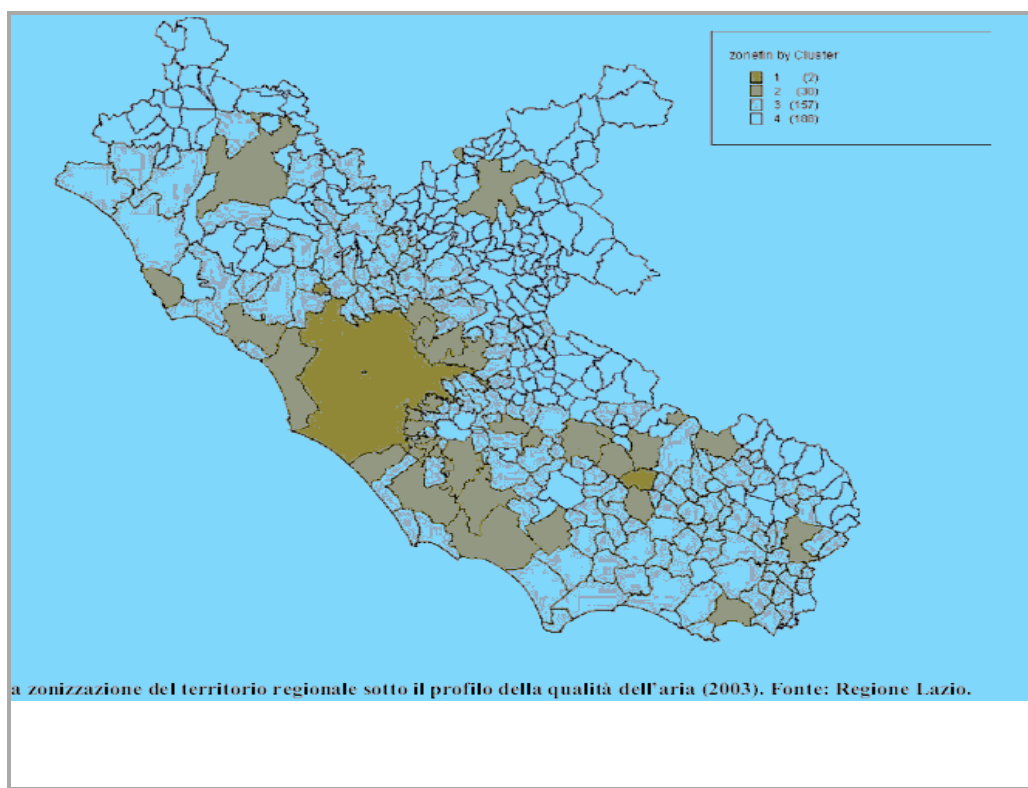 zonefin by Cluster
1 (2)
2 (30)
3 (157)
4 (188)
a zonizzazione del territorio regionale sotto il profilo della qualità dell'aria (2003). Fonte: Regione Lazio.